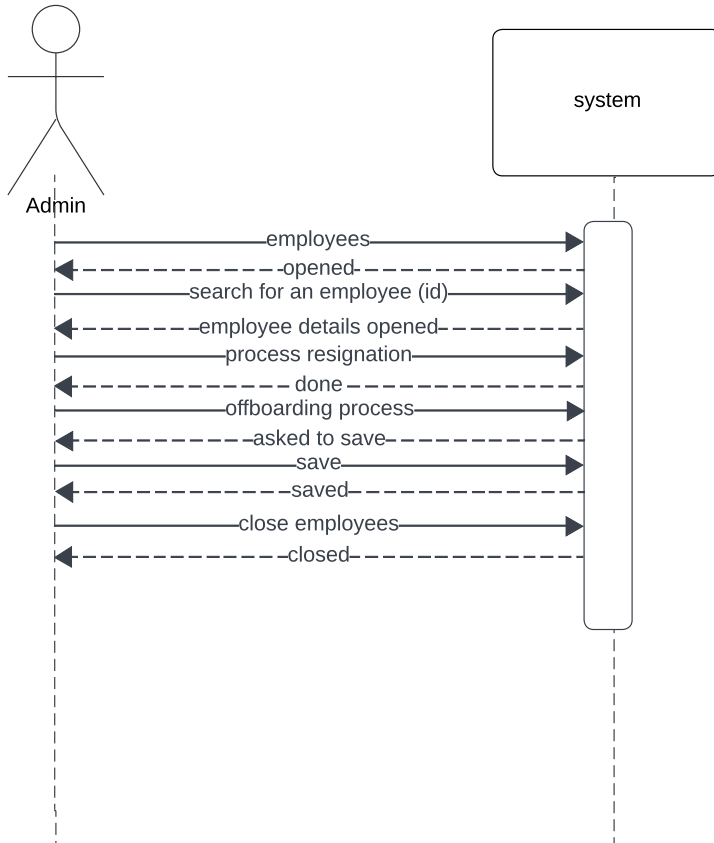 system
Admin
employees
opened
search for an employee (id)
employee details opened
process resignation
done
offboarding process
asked to save
save
saved
close employees
closed